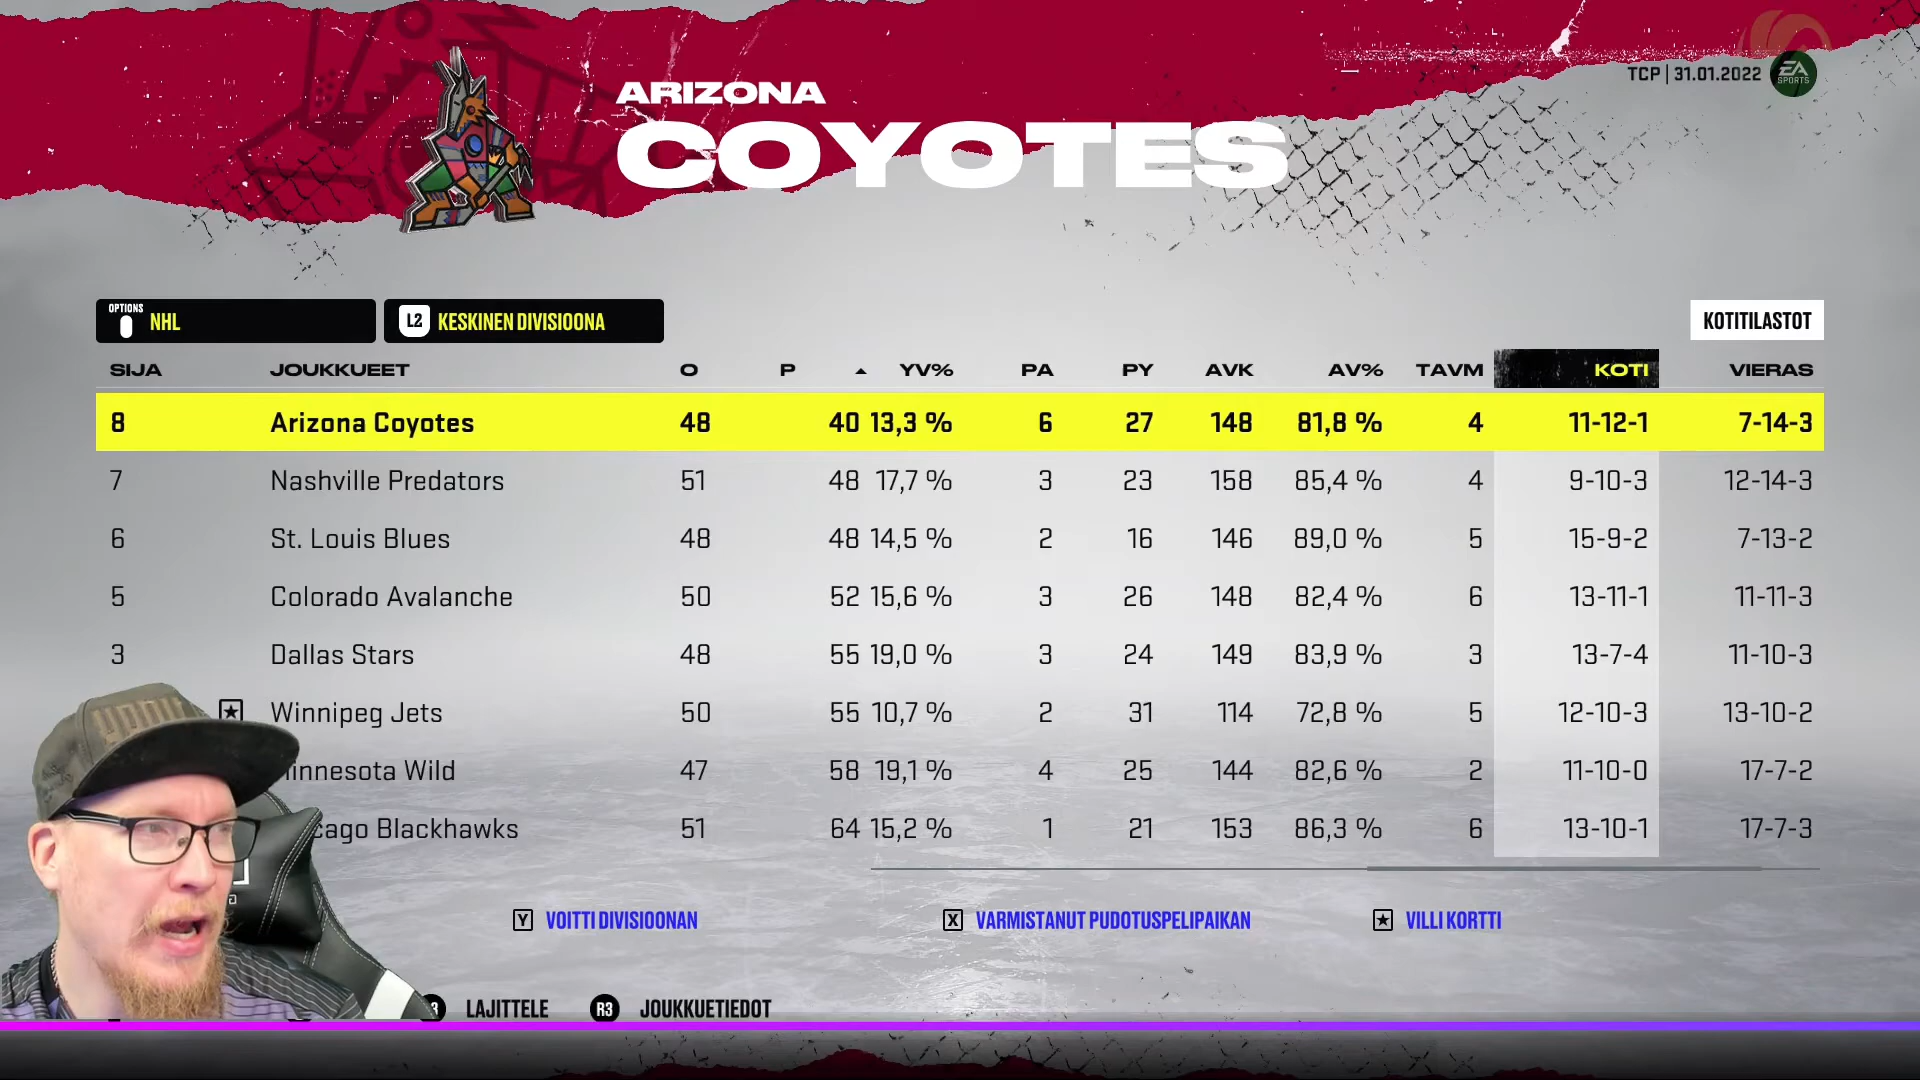 ARIZONA
COYOTES
TCP | 31.01.2022
EA
SPORTS
OPTIONS
NHL
L2 KESKINEN DIVISIOONA
KOTITILASTOT
SIJA JOUKKUEET O P YV% PA PY AVK AV% TAVM KOTI VIERAS
8 Arizona Coyotes 48 40 13,3 % 6 27 148 81,8 % 4 11-12-1 7-14-3
7 Nashville Predators 51 48 17,7 % 3 23 158 85,4 % 4 9-10-3 12-14-3
6 St. Louis Blues 48 48 14,5 % 2 16 146 89,0 % 5 15-9-2 7-13-2
5 Colorado Avalanche 50 52 15,6 % 3 26 148 82,4 % 6 13-11-1 11-11-3
3 Dallas Stars 48 55 19,0 % 3 24 149 83,9 % 3 13-7-4 11-10-3
Winnipeg Jets 50 55 10,7 % 2 31 114 72,8 % 5 12-10-3 13-10-2
innesota Wild 47 58 19,1 % 4 25 144 82,6 % 2 11-10-0 17-7-2
cago Blackhawks 51 64 15,2 % 1 21 153 86,3 % 6 13-10-1 17-7-3
Y VOITTI DIVISIOONAN X VARMISTANUT PUDOTUSPELIPAIKAN VILLI KORTTI
LAJITTELE R3 JOUKKUETIEDOT